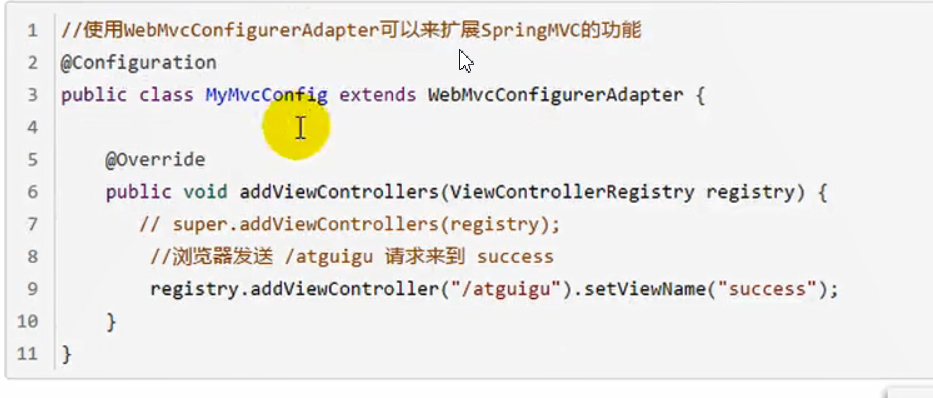 1 //使用WebMvcConfigurerAdapter可以来扩展SpringMVC的功能
2 @Configuration
3 public class MyMvcConfig extends WebMvcConfigurerAdapter {
4
5 @Override
6 public void addViewControllers(ViewControllerRegistry registry) {
7 // super.addViewControllers(registry);
8 //浏览器发送 /atguigu 请求来到 success
9 registry.addViewController("/atguigu").setViewName("success");
10 }
11 }